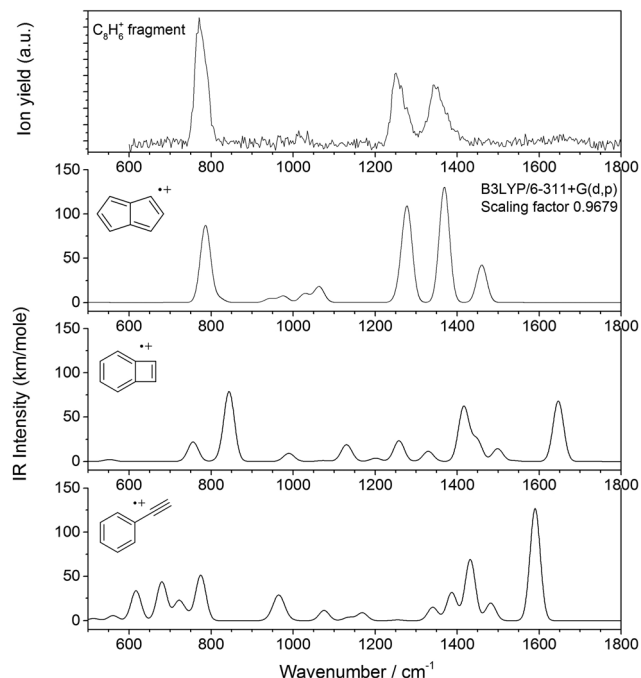 C₈H₆⁺ fragment
Ion yield (a.u.)
600 800 1000 1200 1400 1600 1800
B3LYP/6-311+G(d,p)
Scaling factor 0.9679
•+
150
100
50
0
600 800 1000 1200 1400 1600 1800
•+
150
100
50
0
600 800 1000 1200 1400 1600 1800
•+
150
100
50
0
600 800 1000 1200 1400 1600 1800
IR Intensity (km/mole)
Wavenumber / cm⁻¹